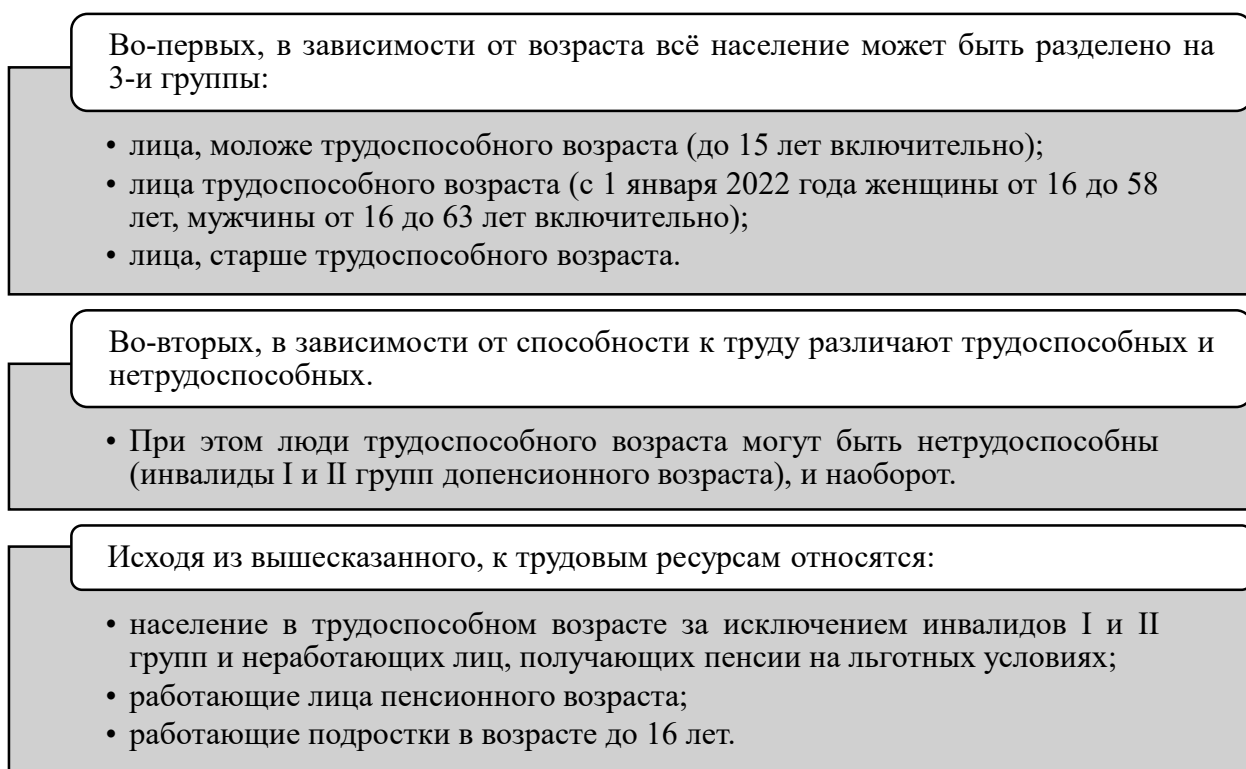 Во-первых, в зависимости от возраста всё население может быть разделено на
3-и группы:
• лица, моложе трудоспособного возраста (до 15 лет включительно);
• лица трудоспособного возраста (с 1 января 2022 года женщины от 16 до 58
лет, мужчины от 16 до 63 лет включительно);
• лица, старше трудоспособного возраста.
Во-вторых, в зависимости от способности к труду различают трудоспособных и
нетрудоспособных.
• При этом люди трудоспособного возраста могут быть нетрудоспособны
(инвалиды I и II групп допенсионного возраста), и наоборот.
Исходя из вышесказанного, к трудовым ресурсам относятся:
• население в трудоспособном возрасте за исключением инвалидов I и II
групп и неработающих лиц, получающих пенсии на льготных условиях;
• работающие лица пенсионного возраста;
• работающие подростки в возрасте до 16 лет.